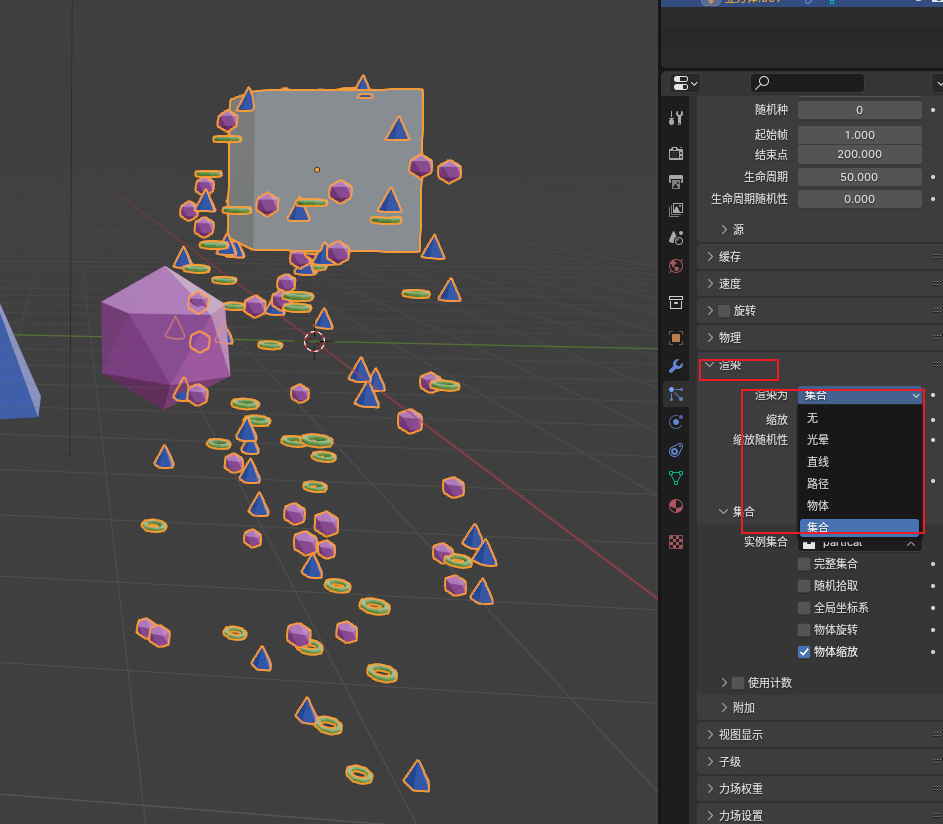 随机种 0
起始帧 1.000
结束点 200.000
生命周期 50.000
生命周期随机性 0.000
源
缓存
速度
旋转
物理
渲染
渲染为 集合
缩放 无
缩放随机性 光晕
直线
路径
物体
集合 集合
实例集合 partical
完整集合
随机拾取
全局坐标系
物体旋转
物体缩放
使用计数
附加
视图显示
子级
力场权重
力场设置